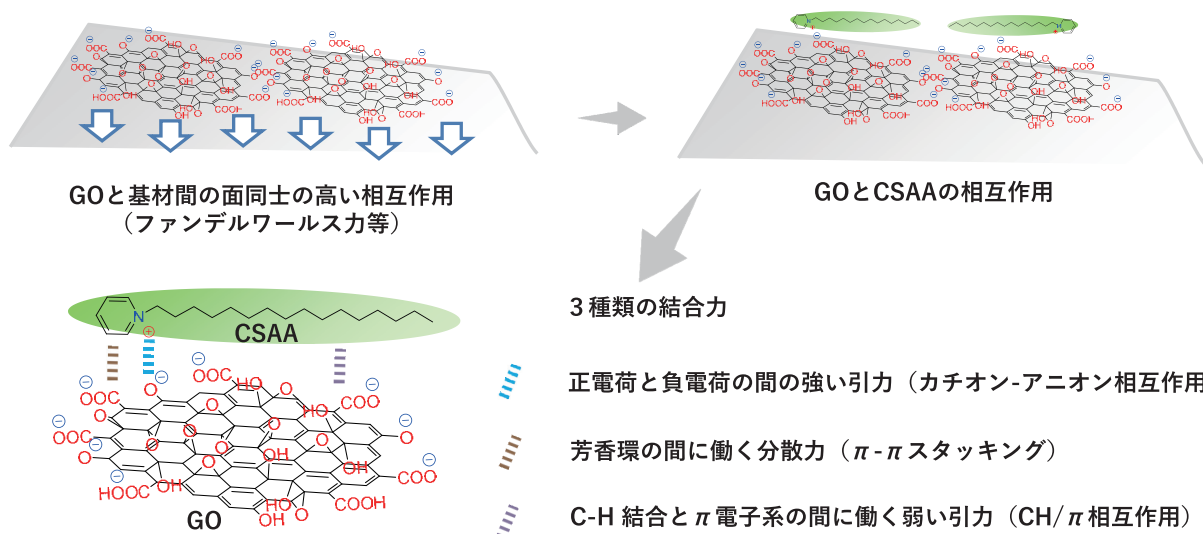 GOと基材間の面同士の高い相互作用
（ファンデルワールス力等）
GOとCSAAの相互作用
CSAA
GO
3種類の結合力
正電荷と負電荷の間の強い引力（カチオン-アニオン相互作用
芳香環の間に働く分散力（π-πスタッキング）
C-H 結合とπ電子系の間に働く弱い引力（CH/π相互作用）